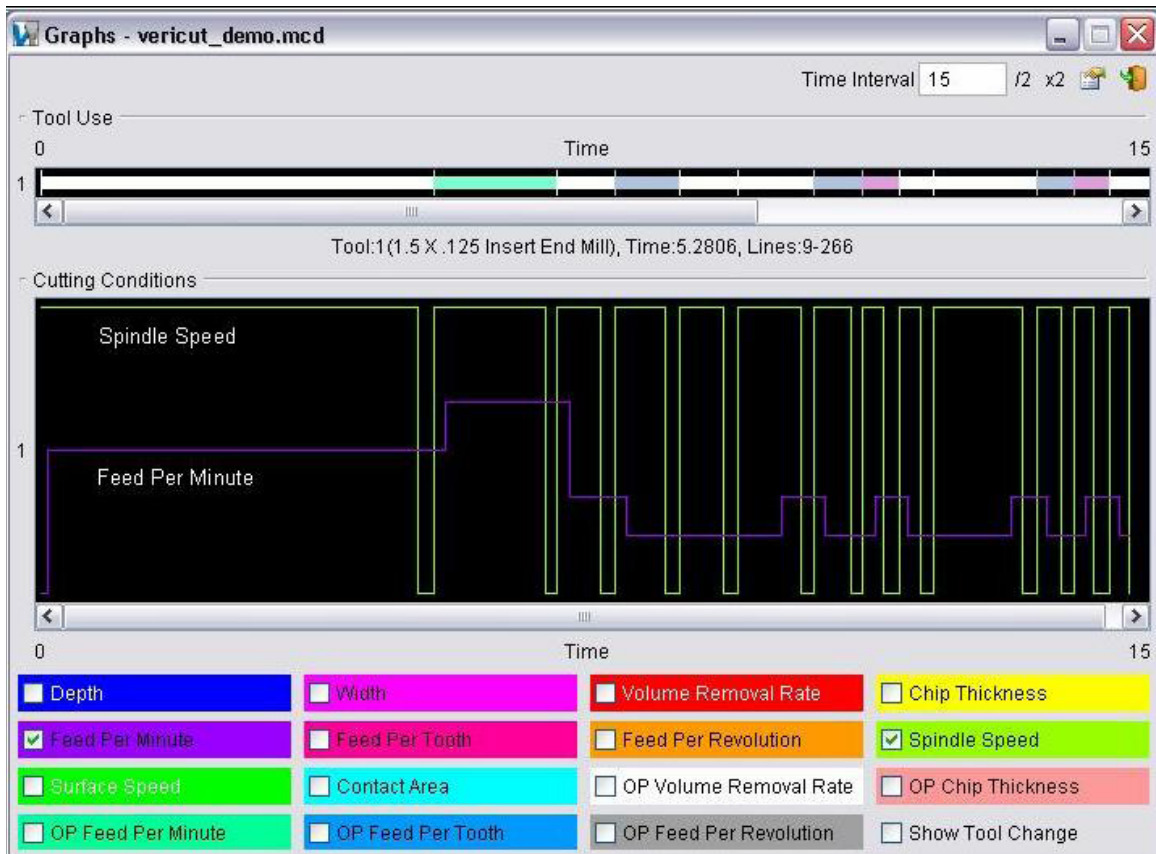 Graphs - vericut_demo.mcd
Time Interval 15 /2 x2
Tool Use
0 Time 15
1
Tool:1(1.5 X .125 Insert End Mill), Time:5.2806, Lines:9-266
Cutting Conditions
Spindle Speed
1
Feed Per Minute
0 Time 15
Depth Width Volume Removal Rate Chip Thickness
Feed Per Minute Feed Per Tooth Feed Per Revolution Spindle Speed
Surface Speed Contact Area OP Volume Removal Rate OP Chip Thickness
OP Feed Per Minute OP Feed Per Tooth OP Feed Per Revolution Show Tool Change